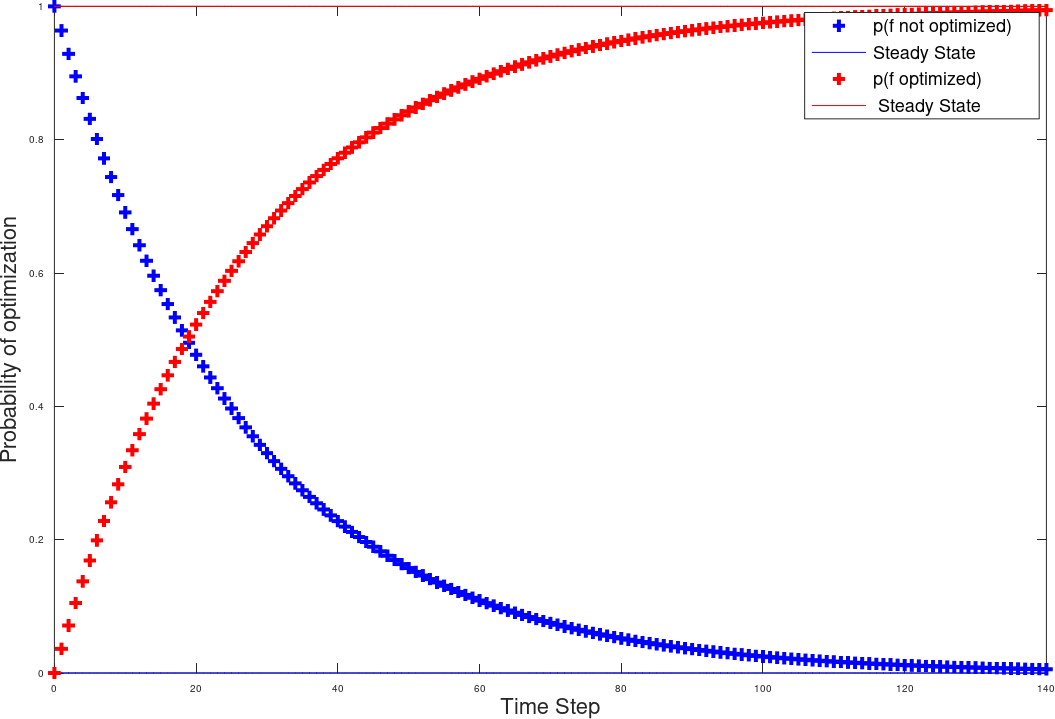 1
0.8
0.6
0.4
0.2
0
0
20
40
60
80
100
120
140
Probability of optimization
Time Step
p(f not optimized)
Steady State
p(f optimized)
Steady State